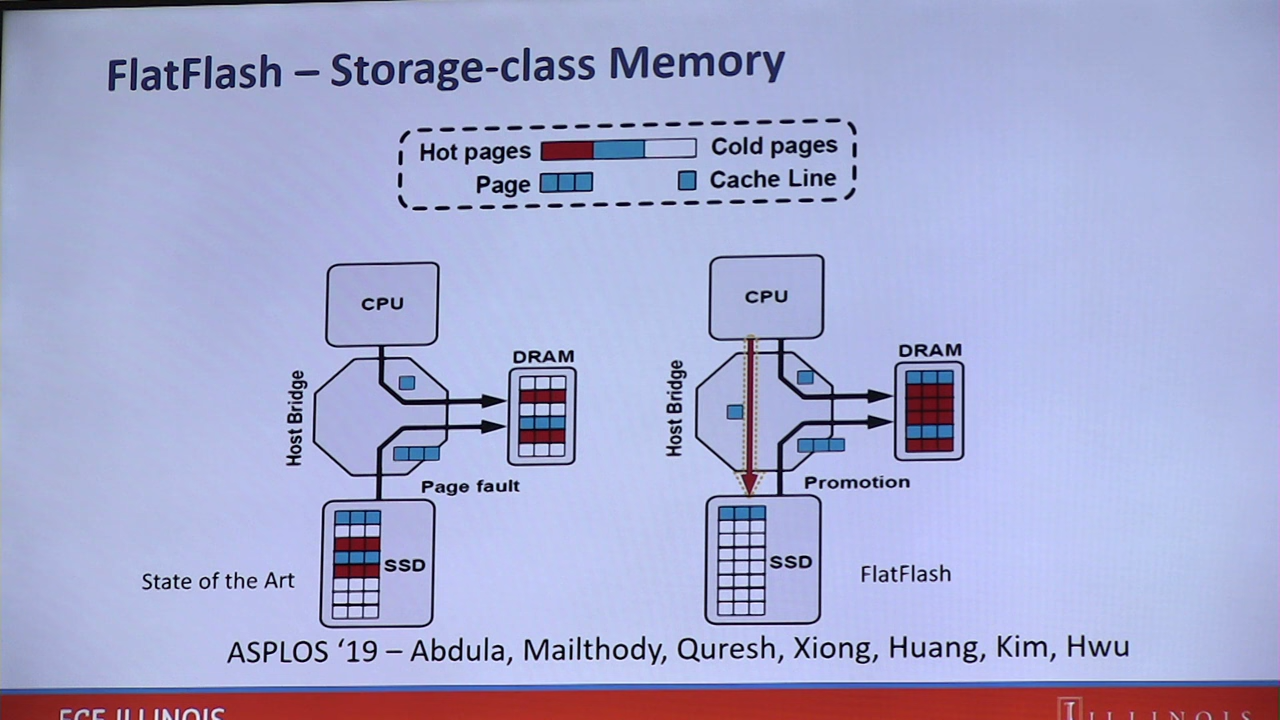 FlatFlash – Storage-class Memory
Hot pages Cold pages
Page Cache Line
CPU
CPU
Host Bridge
DRAM
Host Bridge
DRAM
Page fault
Promotion
SSD
SSD
State of the Art
FlatFlash
ASPLOS ‘19 – Abdula, Mailthody, Quresh, Xiong, Huang, Kim, Hwu
ECE ILLINOIS
ILLINOIS